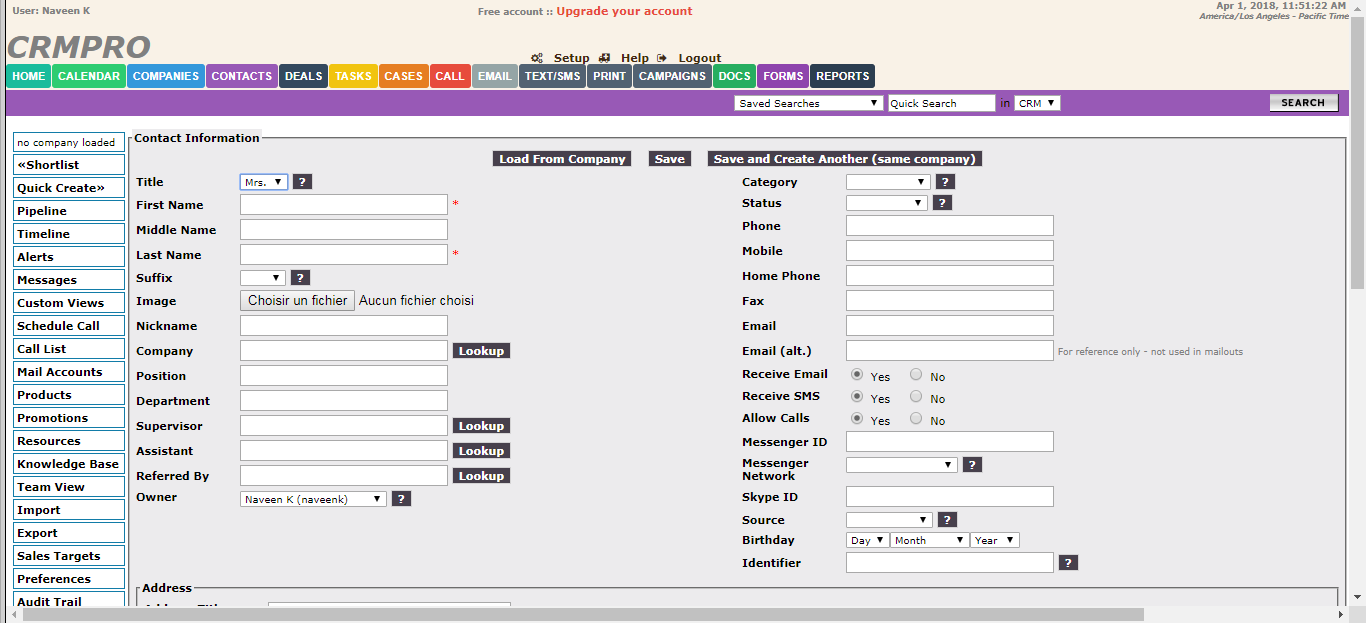 User: Naveen K
Free account :: Upgrade your account
Apr 1, 2018, 11:51:22 AM
America/Los Angeles - Pacific Time
CRMPRO
Setup Help Logout
HOME CALENDAR COMPANIES CONTACTS DEALS TASKS CASES CALL EMAIL TEXT/SMS PRINT CAMPAIGNS DOCS FORMS REPORTS
Saved Searches Quick Search in CRM SEARCH
no company loaded
«Shortlist
Quick Create»
Pipeline
Timeline
Alerts
Messages
Custom Views
Schedule Call
Call List
Mail Accounts
Products
Promotions
Resources
Knowledge Base
Team View
Import
Export
Sales Targets
Preferences
Audit Trail
Contact Information
Load From Company Save Save and Create Another (same company)
Title Mrs. ?
First Name *
Middle Name
Last Name *
Suffix ?
Image Choisir un fichier Aucun fichier choisi
Nickname
Company Lookup
Position
Department
Supervisor Lookup
Assistant Lookup
Referred By Lookup
Owner Naveen K (naveenk) ?
Category ?
Status ?
Phone
Mobile
Home Phone
Fax
Email
Email (alt.) For reference only - not used in mailouts
Receive Email Yes No
Receive SMS Yes No
Allow Calls Yes No
Messenger ID
Messenger
Network ?
Skype ID
Source ?
Birthday Day Month Year
Identifier ?
Address